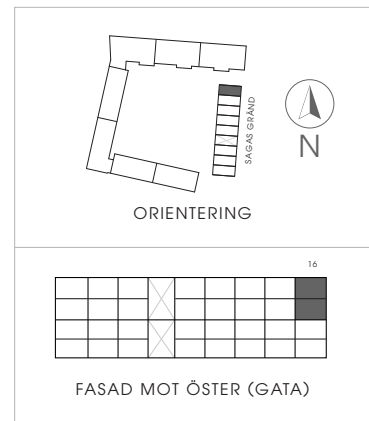 SAGAS GRÄND
N
ORIENTERING
16
FASAD MOT ÖSTER (GATA)